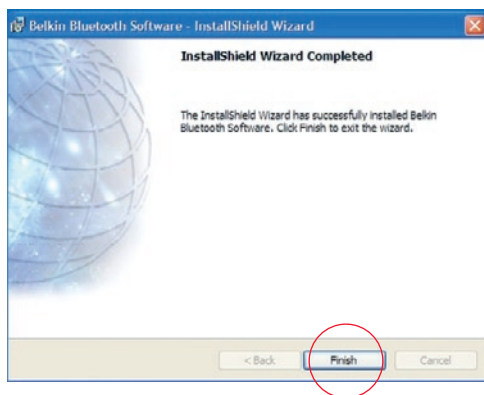 Belkin Bluetooth Software - InstallShield Wizard
InstallShield Wizard Completed
The InstallShield Wizard has successfully installed Belkin
Bluetooth Software. Click Finish to exit the wizard.
< Back
Finish
Cancel